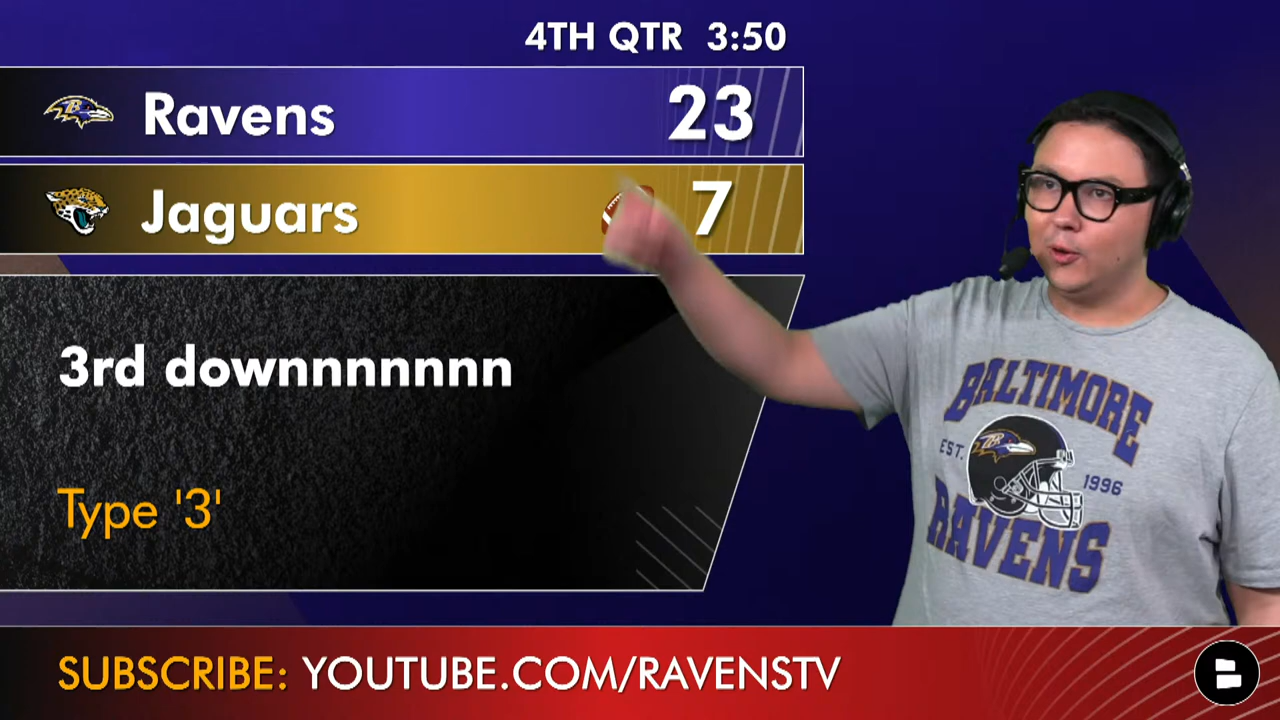 4TH QTR 3:50
Ravens 23
Jaguars 7
3rd downnnnnnn
Type '3'
BALTIMORE
EST. 1996
RAVENS
SUBSCRIBE: YOUTUBE.COM/RAVENSTV